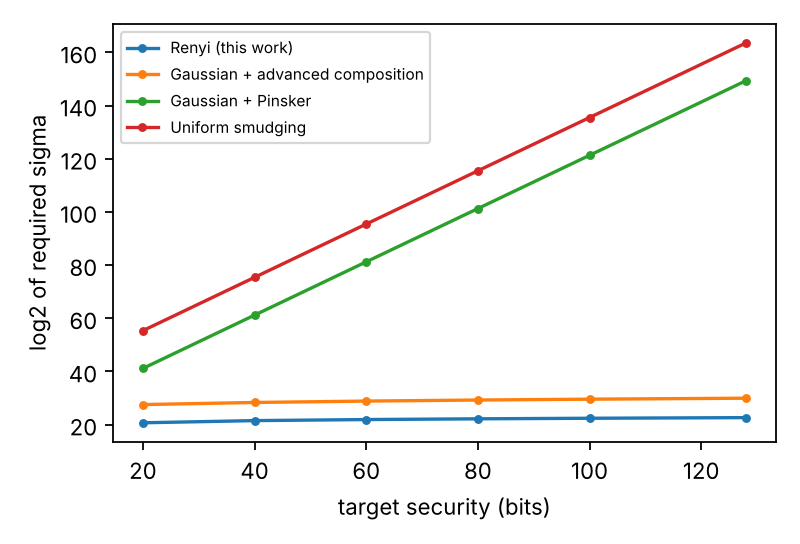 Renyi (this work)
Gaussian + advanced composition
Gaussian + Pinsker
Uniform smudging
160
140
120
100
80
60
40
20
log2 of required sigma
20 40 60 80 100 120
target security (bits)